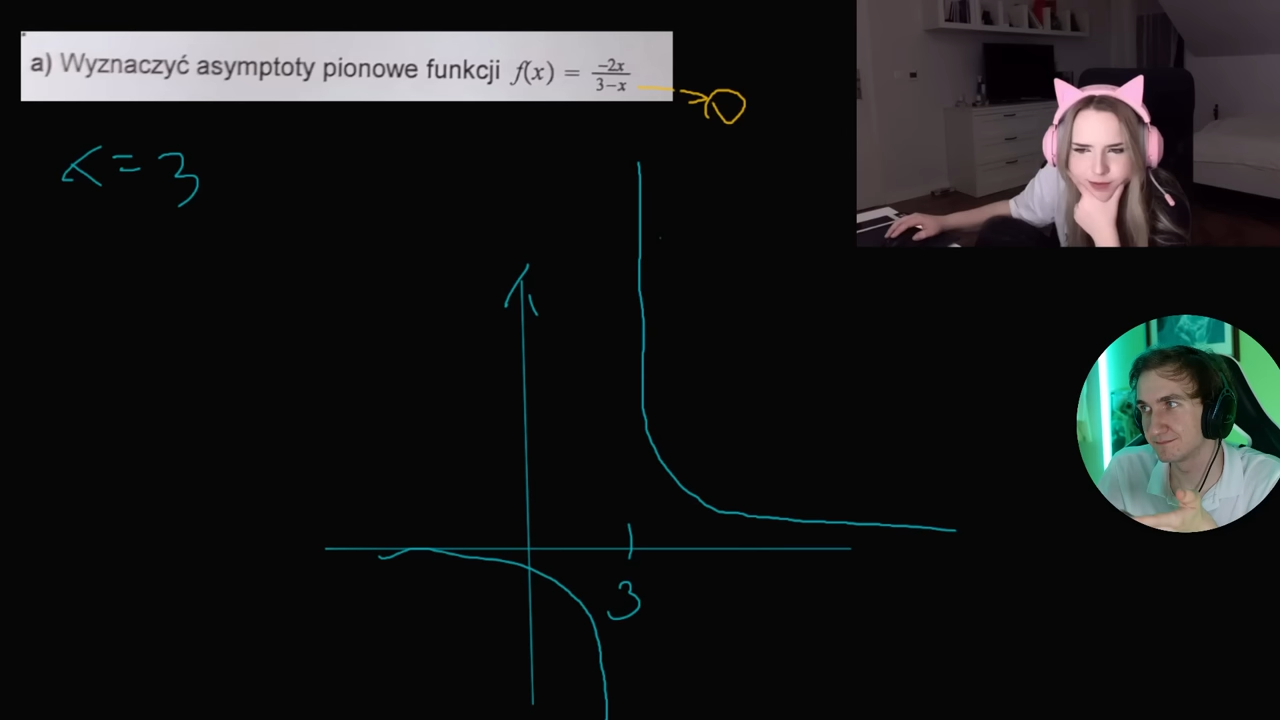 a) Wyznaczyć asymptoty pionowe funkcji f(x) = -2x/3-x
x = 3
3